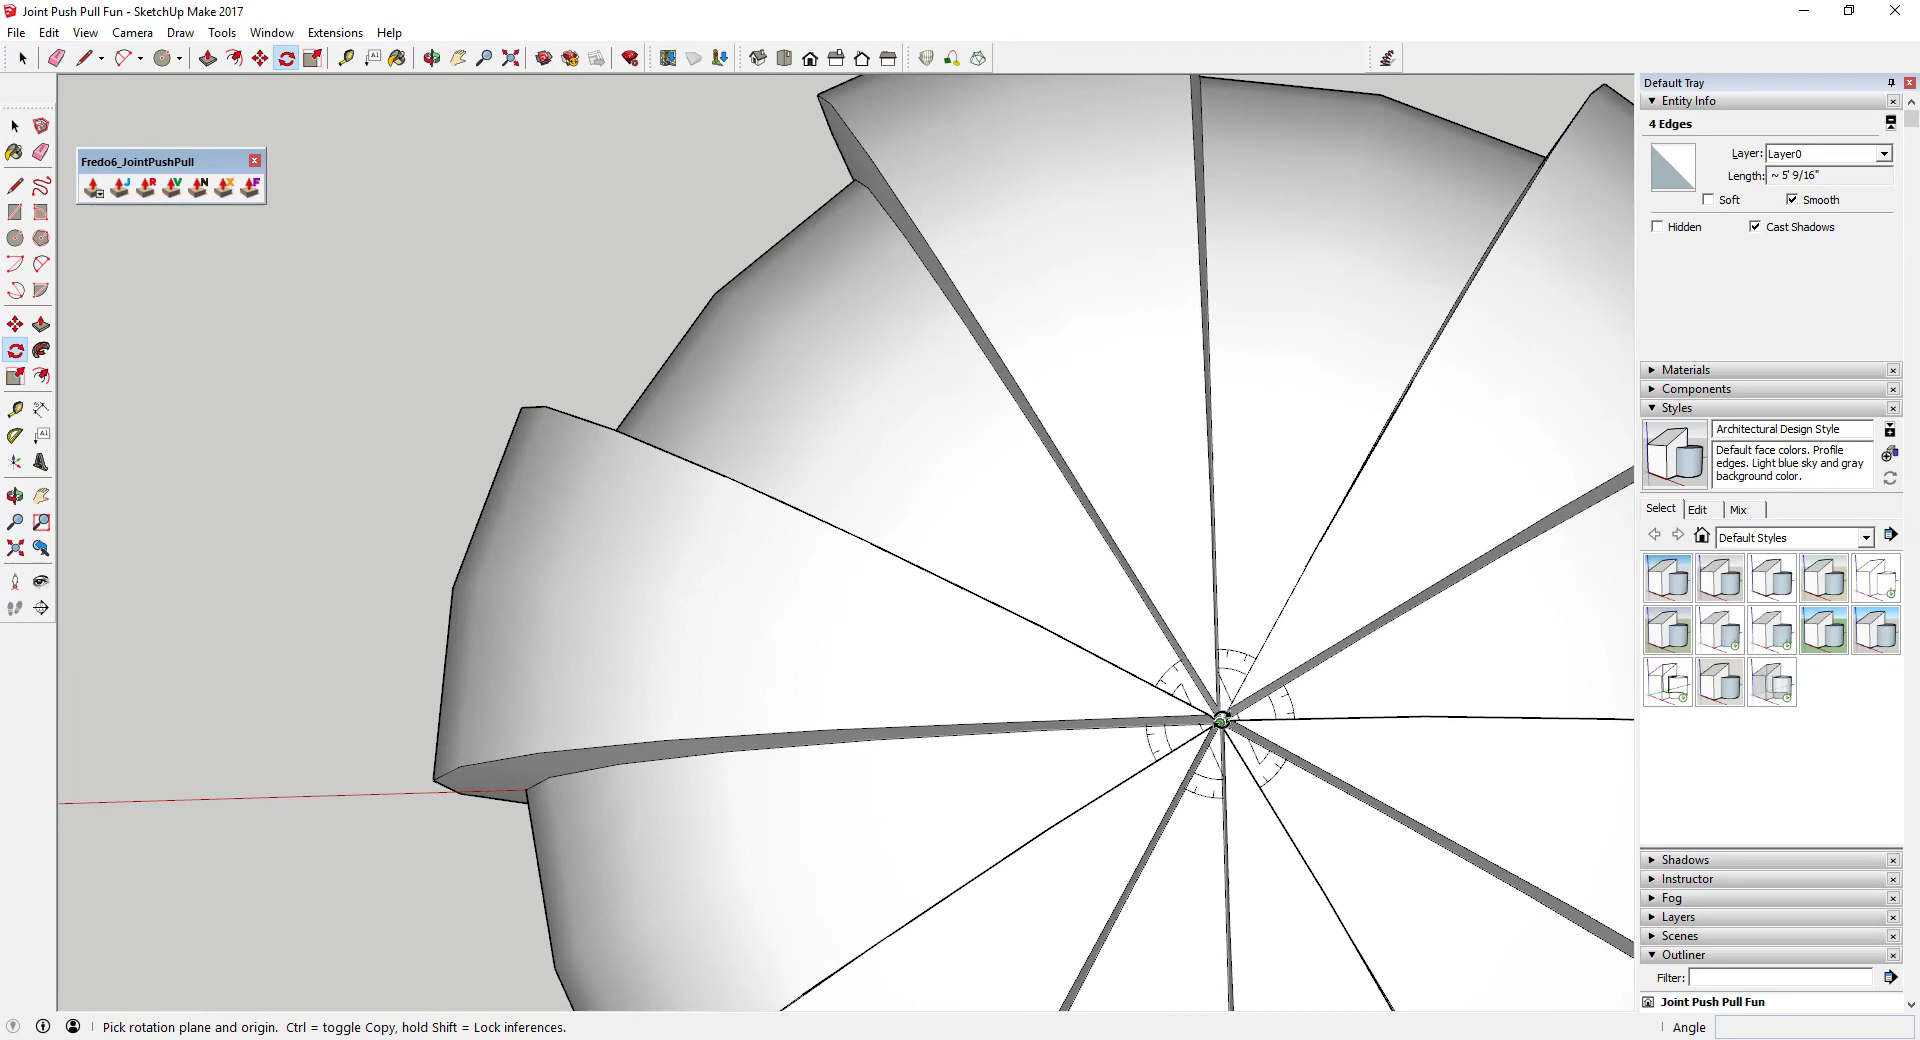 Joint Push Pull Fun - SketchUp Make 2017
File Edit View Camera Draw Tools Window Extensions Help
Default Tray
Entity Info
4 Edges
Layer: Layer0
Length: ~ 5' 9/16"
Soft Smooth
Hidden Cast Shadows
Fredo6_JointPushPull
J R V N X F
Materials
Components
Styles
Architectural Design Style
Default face colors. Profile
edges. Light blue sky and gray
background color.
Select Edit Mix
Default Styles
Shadows
Instructor
Fog
Layers
Scenes
Outliner
Filter:
Joint Push Pull Fun
Pick rotation plane and origin. Ctrl = toggle Copy, hold Shift = Lock inferences.
Angle